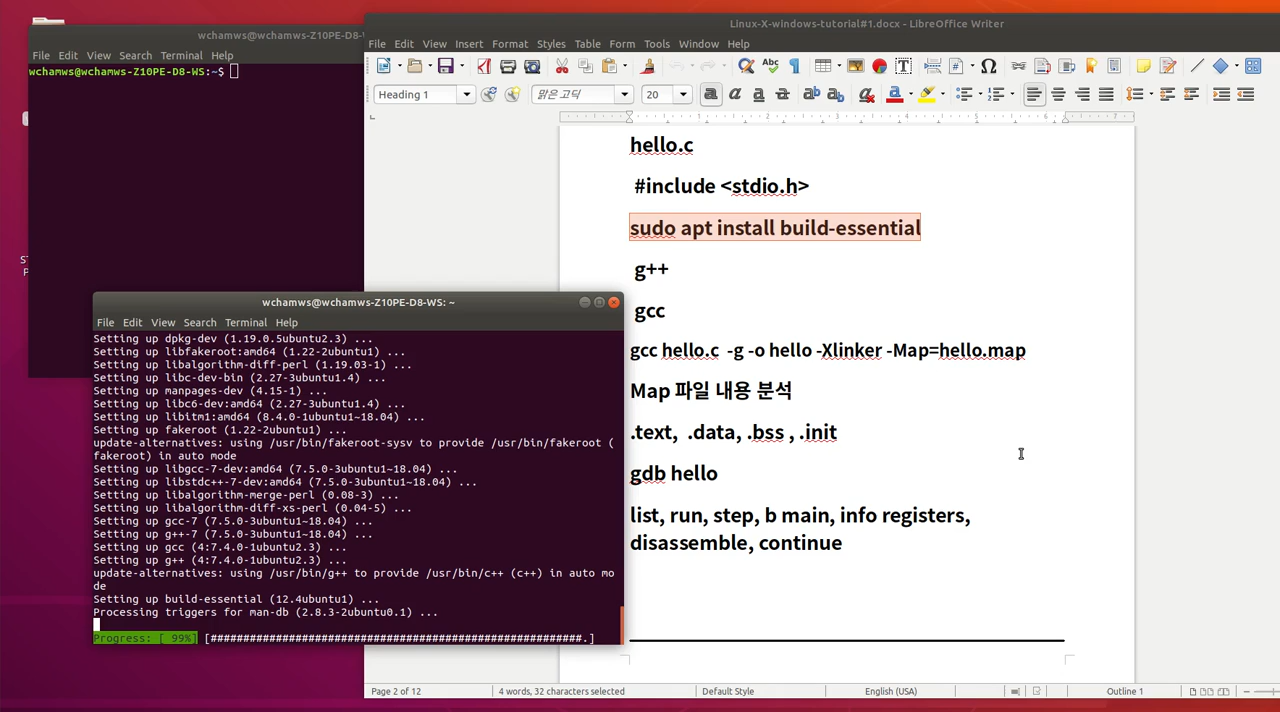 wchamws@wchamws-Z10PE-D8-
File Edit View Search Terminal Help
wchamws@wchamws-Z10PE-D8-WS:~$
Linux-X-windows-tutorial#1.docx - LibreOffice Writer
File Edit View Insert Format Styles Table Form Tools Window Help
Heading 1 맑은 고딕 20
1 2 3 4 5 6 7
hello.c
#include <stdio.h>
sudo apt install build-essential
g++
gcc
gcc hello.c -g -o hello -Xlinker -Map=hello.map
Map 파일 내용 분석
.text, .data, .bss , .init
gdb hello
list, run, step, b main, info registers,
disassemble, continue
Page 2 of 12 4 words, 32 characters selected Default Style English (USA) Outline 1
wchamws@wchamws-Z10PE-D8-WS: ~
File Edit View Search Terminal Help
Setting up dpkg-dev (1.19.0.5ubuntu2.3) ...
Setting up libfakeroot:amd64 (1.22-2ubuntu1) ...
Setting up libalgorithm-diff-perl (1.19.03-1) ...
Setting up libc-dev-bin (2.27-3ubuntu1.4) ...
Setting up manpages-dev (4.15-1) ...
Setting up libc6-dev:amd64 (2.27-3ubuntu1.4) ...
Setting up libitm1:amd64 (8.4.0-1ubuntu1~18.04) ...
Setting up fakeroot (1.22-2ubuntu1) ...
update-alternatives: using /usr/bin/fakeroot-sysv to provide /usr/bin/fakeroot (
fakeroot) in auto mode
Setting up libgcc-7-dev:amd64 (7.5.0-3ubuntu1~18.04) ...
Setting up libstdc++-7-dev:amd64 (7.5.0-3ubuntu1~18.04) ...
Setting up libalgorithm-merge-perl (0.08-3) ...
Setting up libalgorithm-diff-xs-perl (0.04-5) ...
Setting up gcc-7 (7.5.0-3ubuntu1~18.04) ...
Setting up g++-7 (7.5.0-3ubuntu1~18.04) ...
Setting up gcc (4:7.4.0-1ubuntu2.3) ...
Setting up g++ (4:7.4.0-1ubuntu2.3) ...
update-alternatives: using /usr/bin/g++ to provide /usr/bin/c++ (c++) in auto mo
de
Setting up build-essential (12.4ubuntu1) ...
Processing triggers for man-db (2.8.3-2ubuntu0.1) ...
Progress: [ 99%] [##########################################################.]